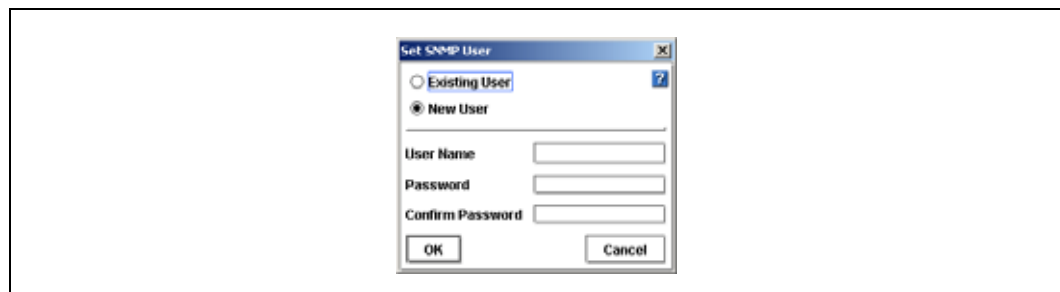 Set SNMP User
Existing User
?
New User
User Name
Password
Confirm Password
OK
Cancel